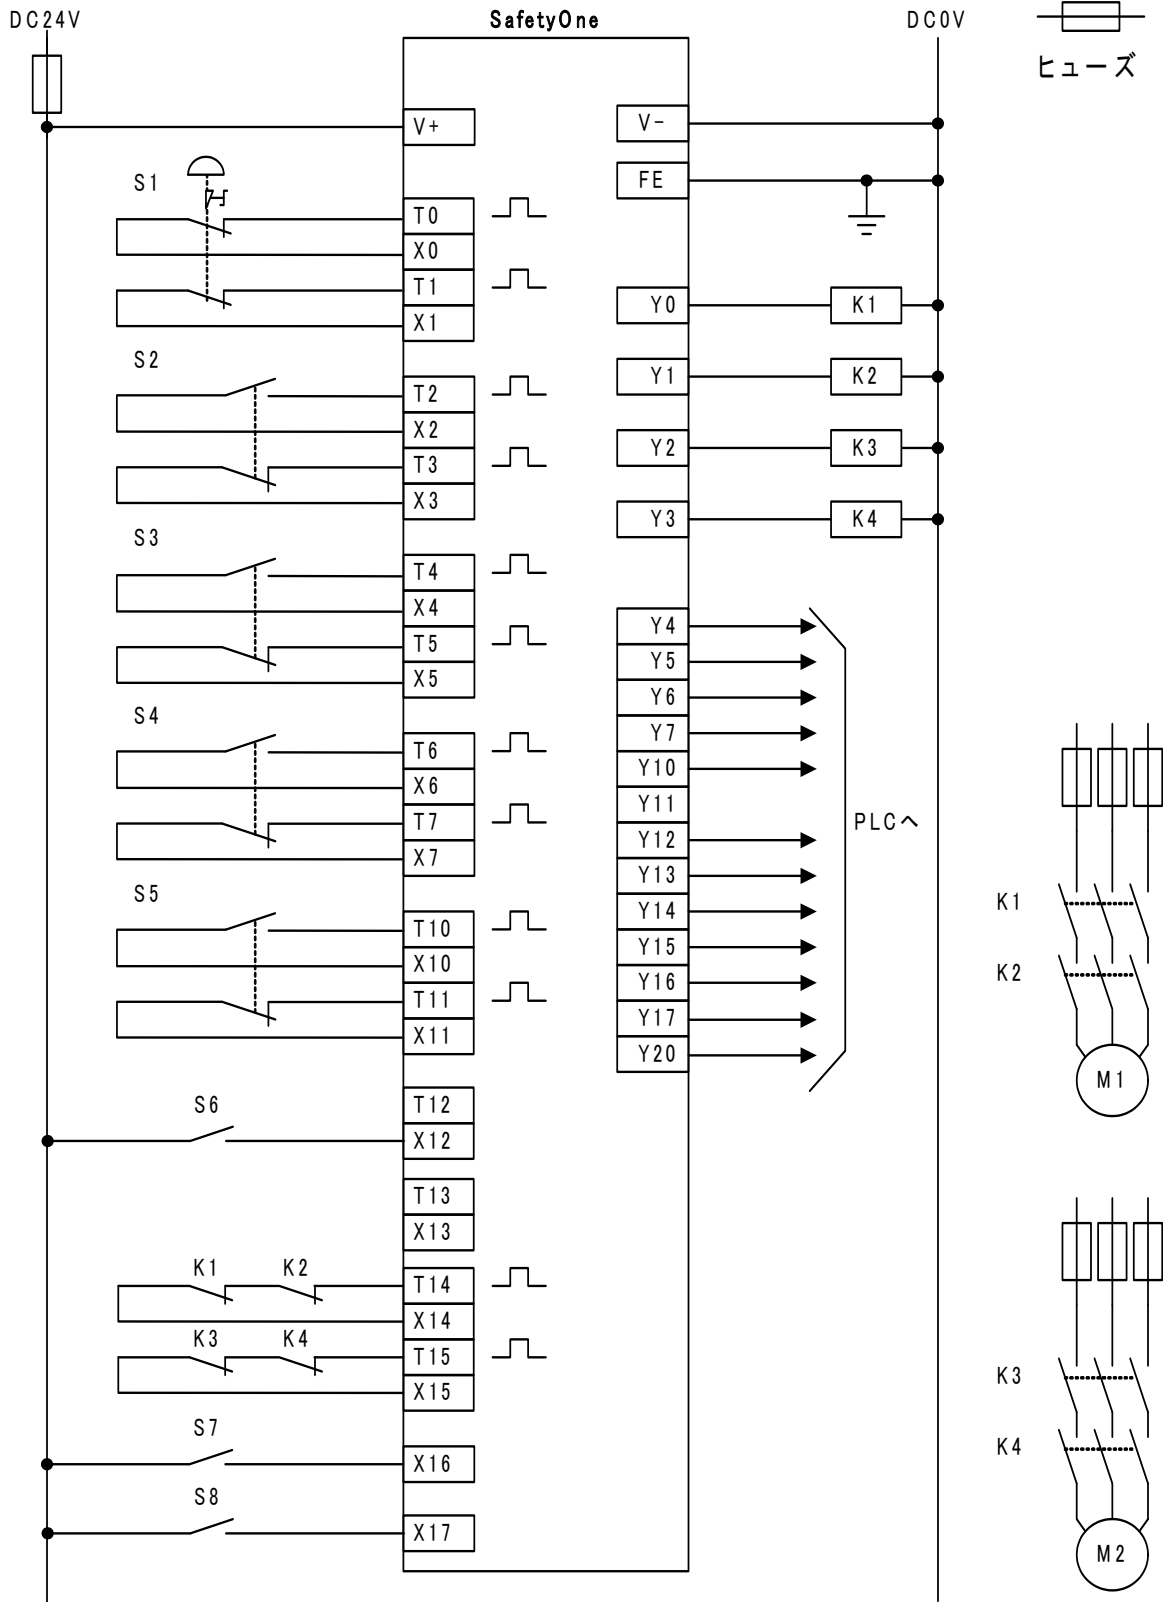 DC24V
SafetyOne
DC0V
ヒューズ
V+
V-
FE
S1
T0
X0
T1
X1
S2
T2
X2
T3
X3
S3
T4
X4
T5
X5
S4
T6
X6
T7
X7
S5
T10
X10
T11
X11
S6
T12
X12
T13
X13
K1 K2
T14
X14
K3 K4
T15
X15
S7
X16
S8
X17
Y0 K1
Y1 K2
Y2 K3
Y3 K4
Y4
Y5
Y6
Y7
Y10
Y11
Y12
Y13
Y14
Y15
Y16
Y17
Y20
PLCへ
K1
K2
M1
K3
K4
M2